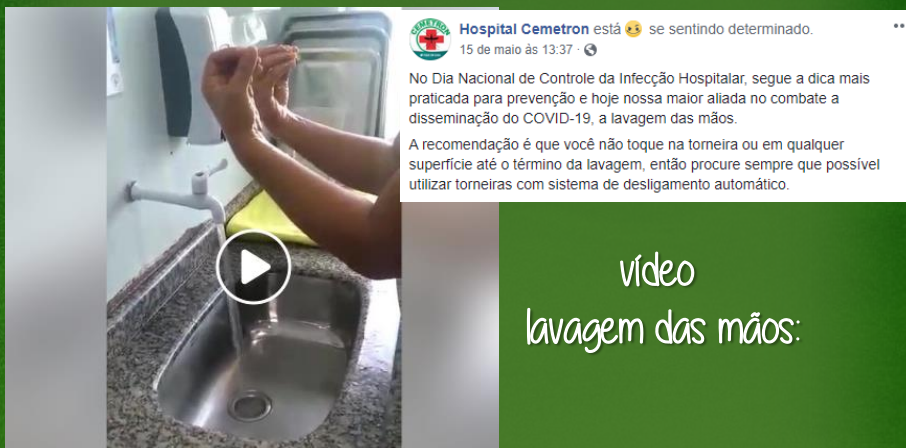 CEMETRON
Hospital Cemetron está se sentindo determinado.
15 de maio às 13:37 ·
No Dia Nacional de Controle da Infecção Hospitalar, segue a dica mais
praticada para prevenção e hoje nossa maior aliada no combate a
disseminação do COVID-19, a lavagem das mãos.
A recomendação é que você não toque na torneira ou em qualquer
superfície até o término da lavagem, então procure sempre que possível
utilizar torneiras com sistema de desligamento automático.
vídeo
lavagem das mãos: